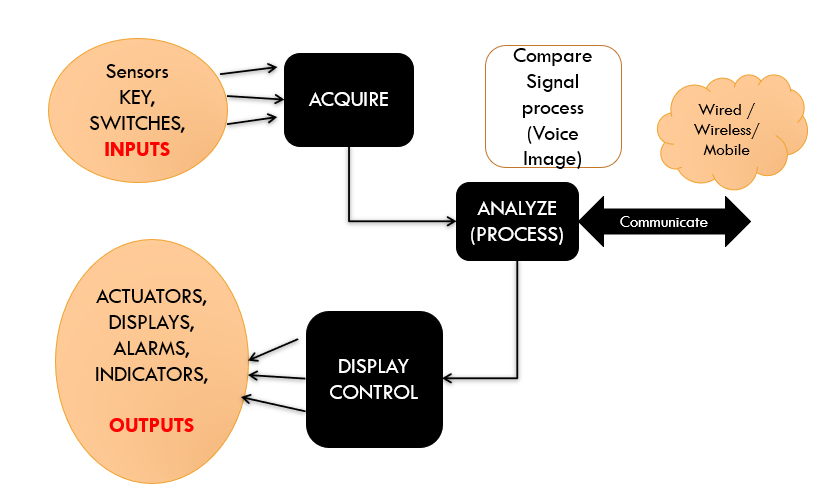 Sensors
KEY,
SWITCHES,
INPUTS
ACQUIRE
Compare
Signal
process
(Voice
Image)
Wired /
Wireless/
Mobile
ANALYZE
(PROCESS)
Communicate
ACTUATORS,
DISPLAYS,
ALARMS,
INDICATORS,
OUTPUTS
DISPLAY
CONTROL